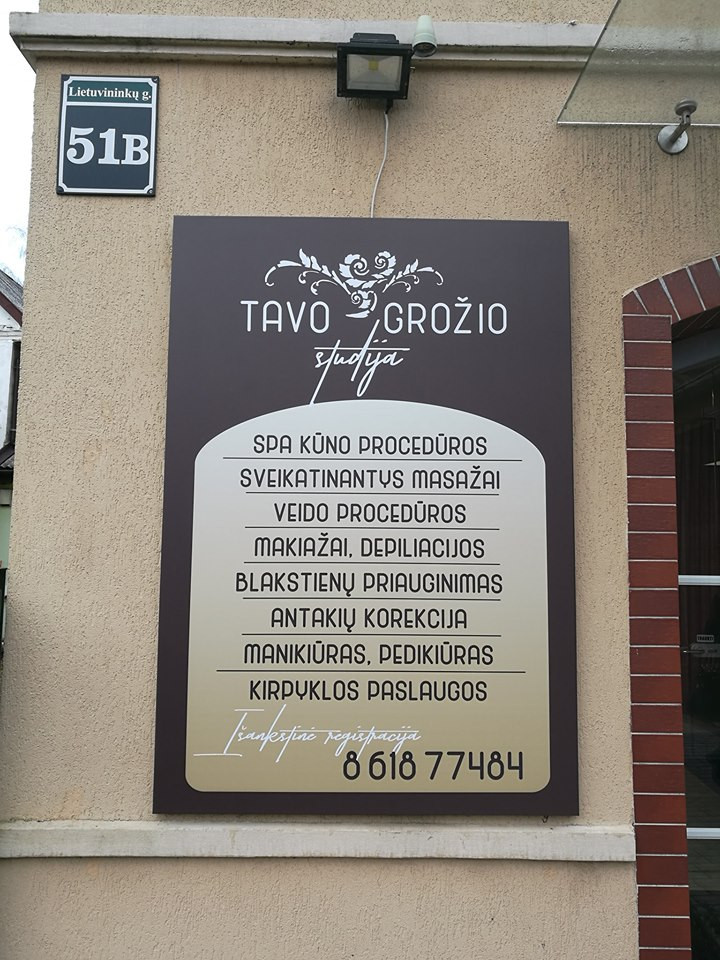 Lietuvininkų g.
51B
TAVO GROŽIO
studija
SPA KŪNO PROCEDŪROS
SVEIKATINANTYS MASAŽAI
VEIDO PROCEDŪROS
MAKIAŽAI, DEPILIACIJOS
BLAKSTIENŲ PRIAUGINIMAS
ANTAKIŲ KOREKCIJA
MANIKIŪRAS, PEDIKIŪRAS
KIRPYKLOS PASLAUGOS
Išankstinė registracija
8 618 77484